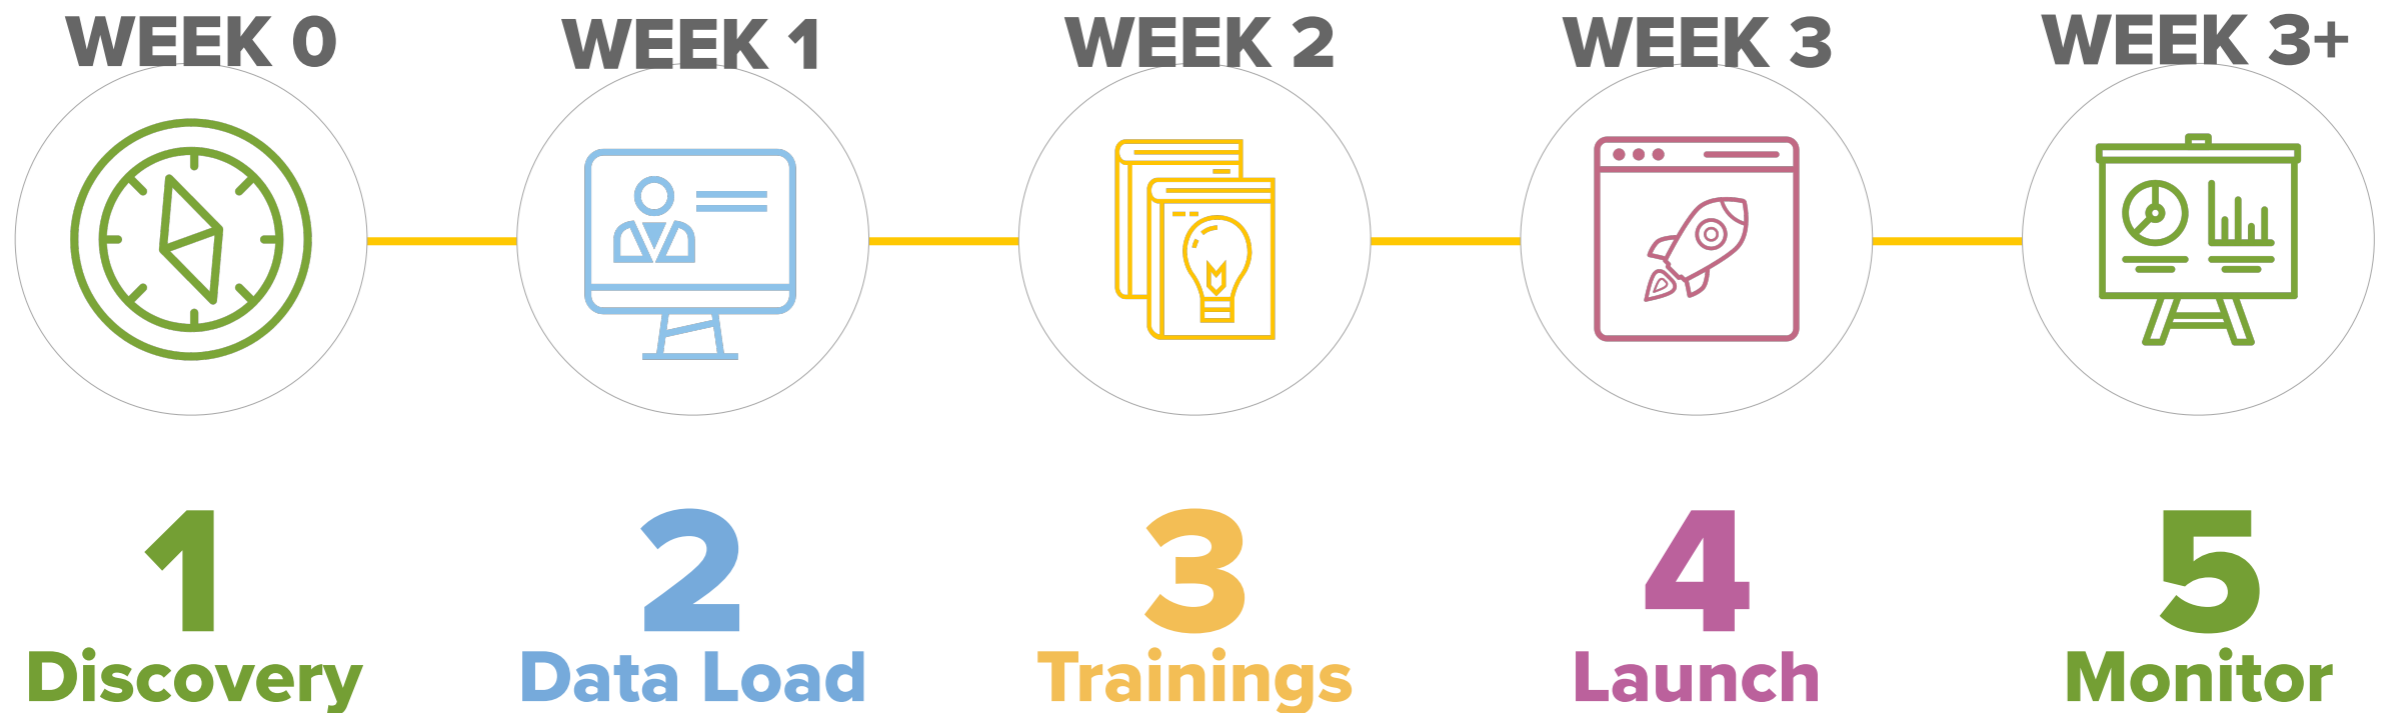 WEEK 0
WEEK 1
WEEK 2
WEEK 3
WEEK 3+
1
2
3
4
5
Discovery
Data Load
Trainings
Launch
Monitor